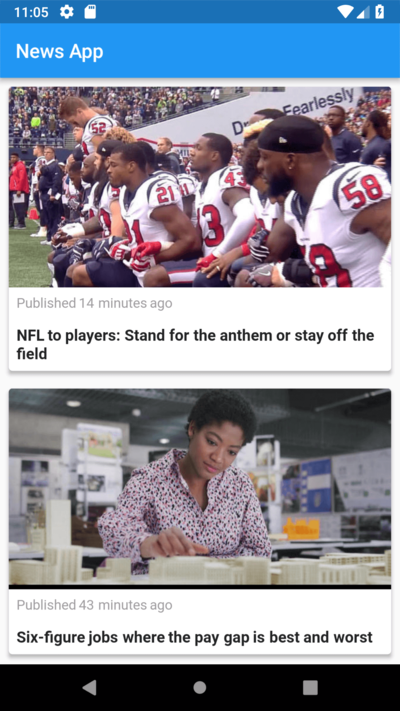 11:05
News App
Fearlessly
52
21
43
58
Published 14 minutes ago
NFL to players: Stand for the anthem or stay off the
field
Published 43 minutes ago
Six-figure jobs where the pay gap is best and worst